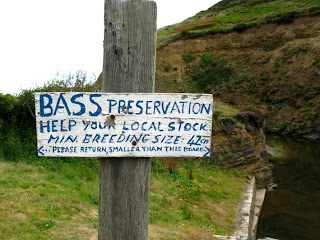 BASS PRESERVATION
HELP YOUR LOCAL STOCK.
MIN. BREEDING SIZE: 42cm
<... PLEASE RETURN, SMALLER THAN THIS BOARD...>